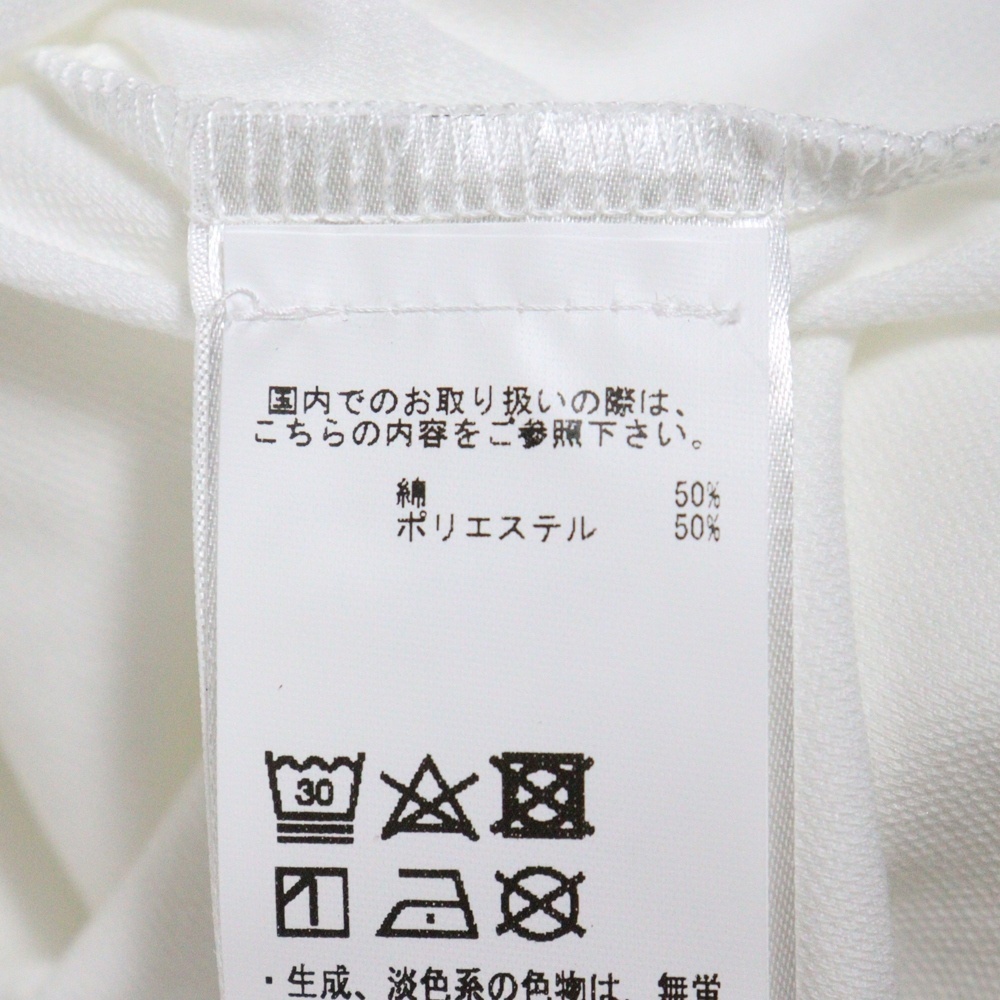 国内でのお取り扱いの際は、
こちらの内容をご参照下さい。
綿 50%
ポリエステル 50%
30
・生成、淡色系の色物は、無蛍